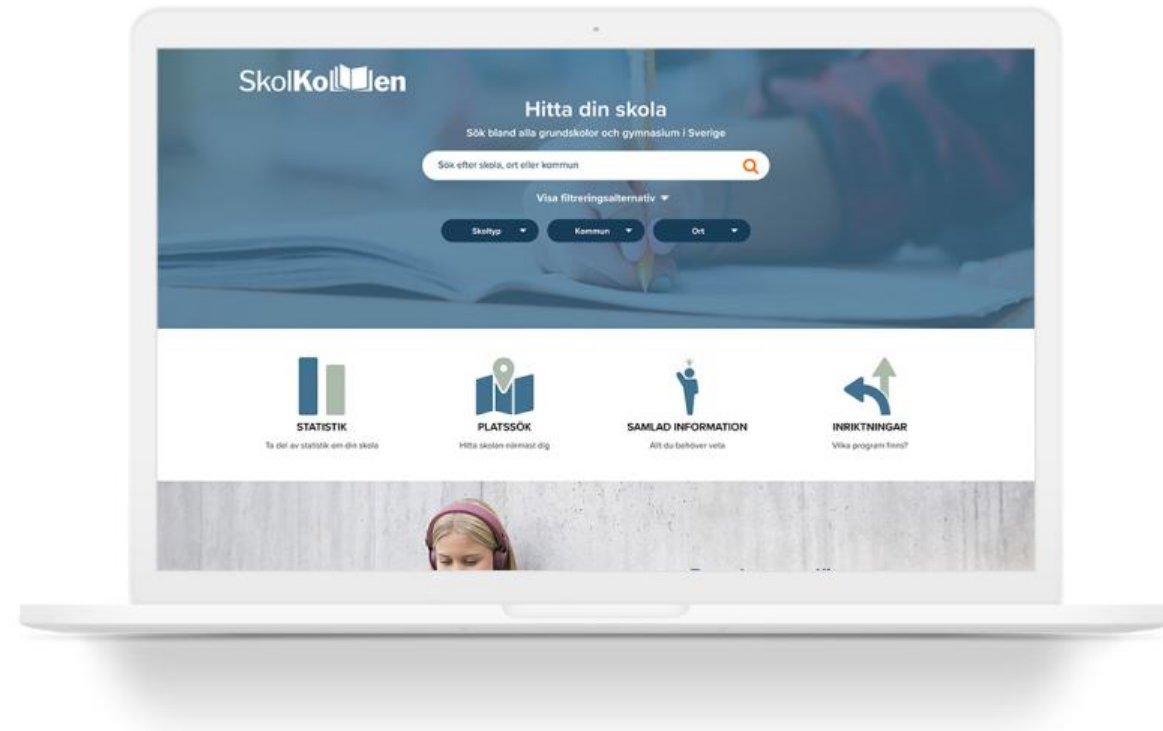 SkolKollen
Hitta din skola
Sök bland alla grundskolor och gymnasium i Sverige
Sök efter skola, ort eller kommun
Visa filtreringsalternativ
Skoltyp
Kommun
Ort
STATISTIK
Ta del av statistik om din skola
PLATSSÖK
Hitta skolan närmast dig
SAMLAD INFORMATION
Allt du behöver veta
INRIKTNINGAR
Vilka program finns?